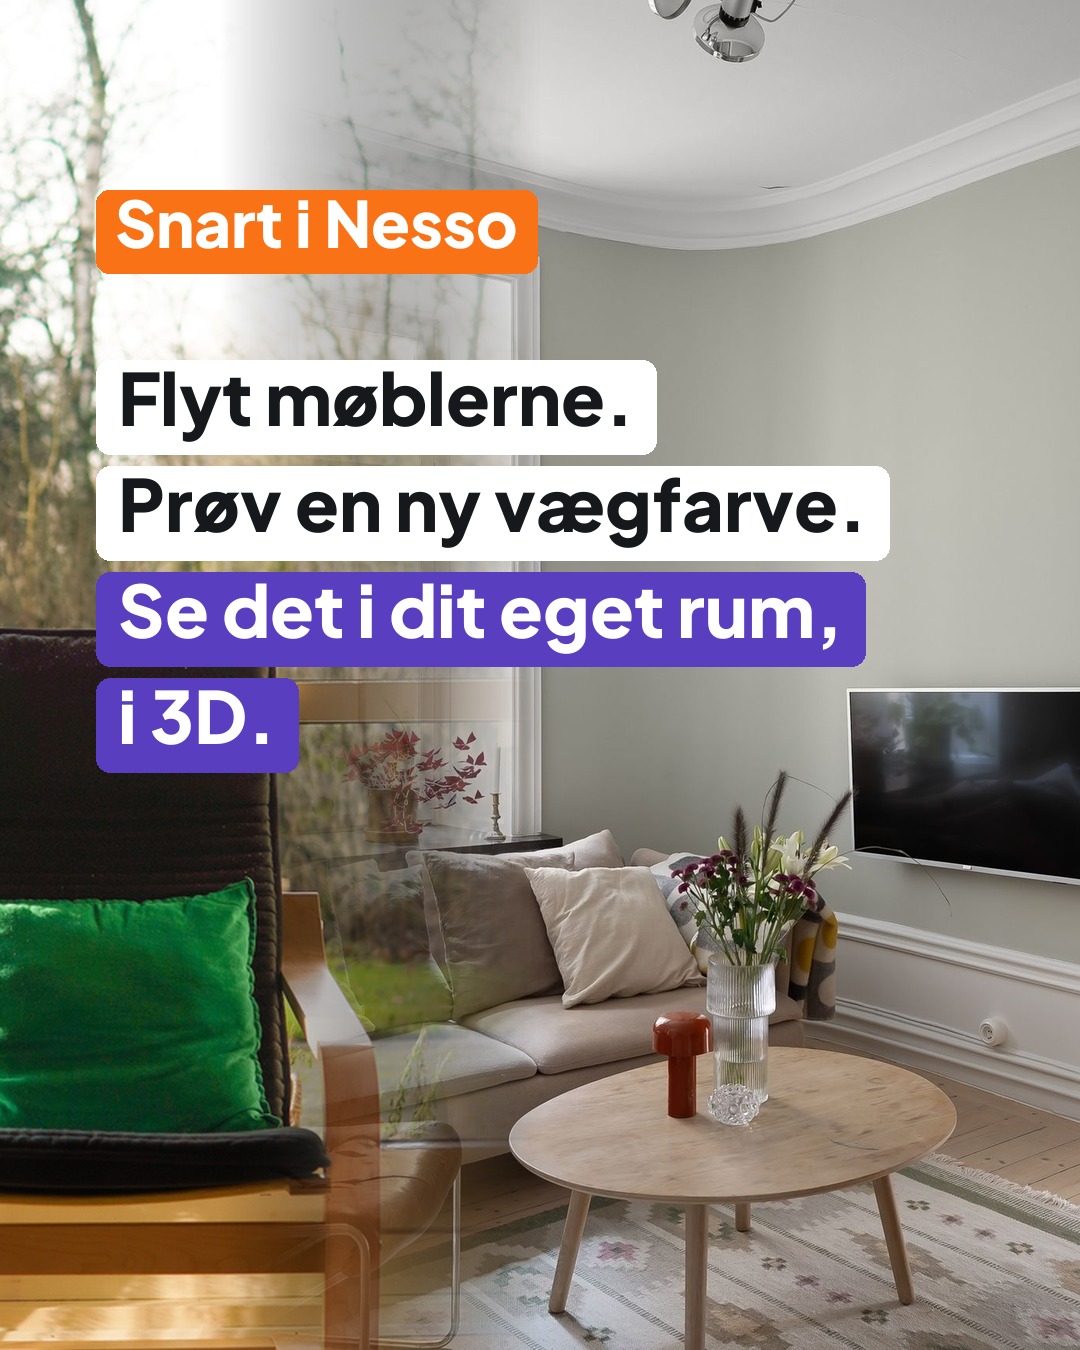 Snart i Nesso
Flyt møblerne.
Prøv en ny vægfarve.
Se det i dit eget rum,
i 3D.